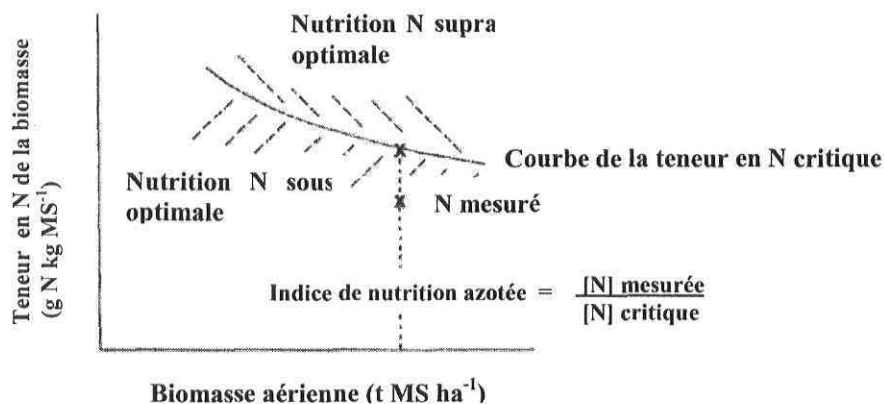 Nutrition N supra
optimale
Teneur en N de la biomasse
(g N kg MS⁻¹)
Courbe de la teneur en N critique
Nutrition N sous
optimale
N mesuré
Indice de nutrition azotée = [N] mesurée
[N] critique
Biomasse aérienne (t MS ha⁻¹)